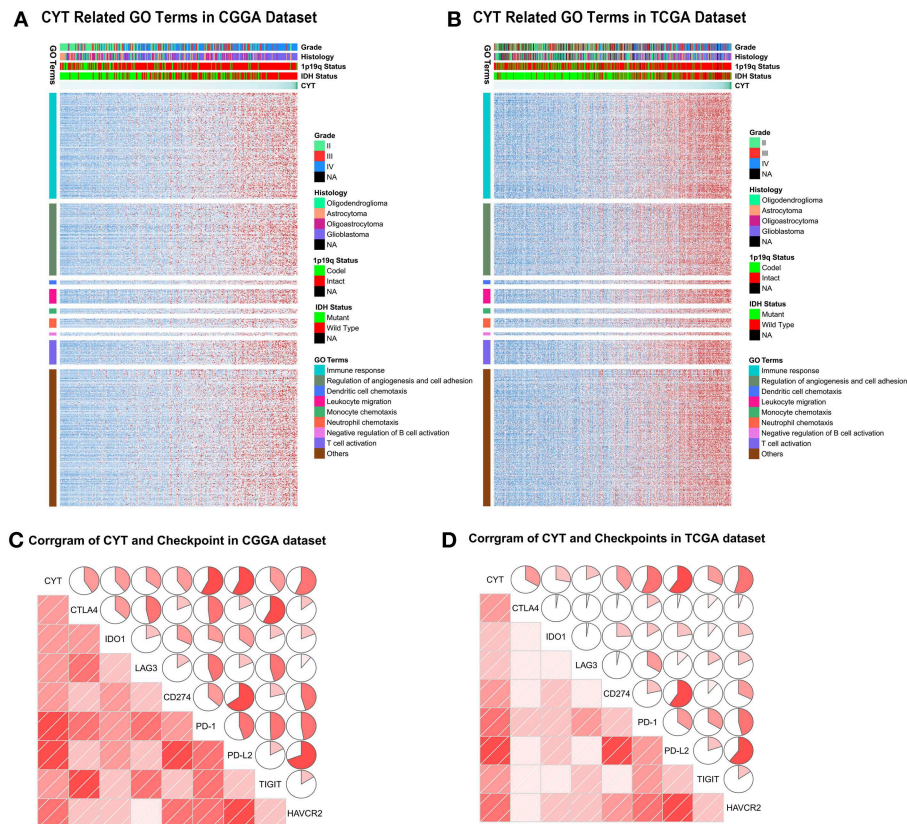 A CYT Related GO Terms in CGGA Dataset
GO Terms
Grade
Histology
1p19q Status
IDH Status
CYT
Grade
II
III
IV
NA
Histology
Oligodendroglioma
Astrocytoma
Oligoastrocytoma
Glioblastoma
NA
1p19q Status
Codel
Intact
NA
IDH Status
Mutant
Wild Type
NA
GO Terms
Immune response
Regulation of angiogenesis and cell adhesion
Dendritic cell chemotaxis
Leukocyte migration
Monocyte chemotaxis
Neutrophil chemotaxis
Negative regulation of B cell activation
T cell activation
Others
B CYT Related GO Terms in TCGA Dataset
GO Terms
Grade
Histology
1p19q Status
IDH Status
CYT
Grade
II
III
IV
NA
Histology
Oligodendroglioma
Astrocytoma
Oligoastrocytoma
Glioblastoma
NA
1p19q Status
Codel
Intact
NA
IDH Status
Mutant
Wild Type
NA
GO Terms
Immune response
Regulation of angiogenesis and cell adhesion
Dendritic cell chemotaxis
Leukocyte migration
Monocyte chemotaxis
Neutrophil chemotaxis
Negative regulation of B cell activation
T cell activation
Others
C Corrgram of CYT and Checkpoint in CGGA dataset
CYT
CTLA4
IDO1
LAG3
CD274
PD-1
PD-L2
TIGIT
HAVCR2
D Corrgram of CYT and Checkpoints in TCGA dataset
CYT
CTLA4
IDO1
LAG3
CD274
PD-1
PD-L2
TIGIT
HAVCR2